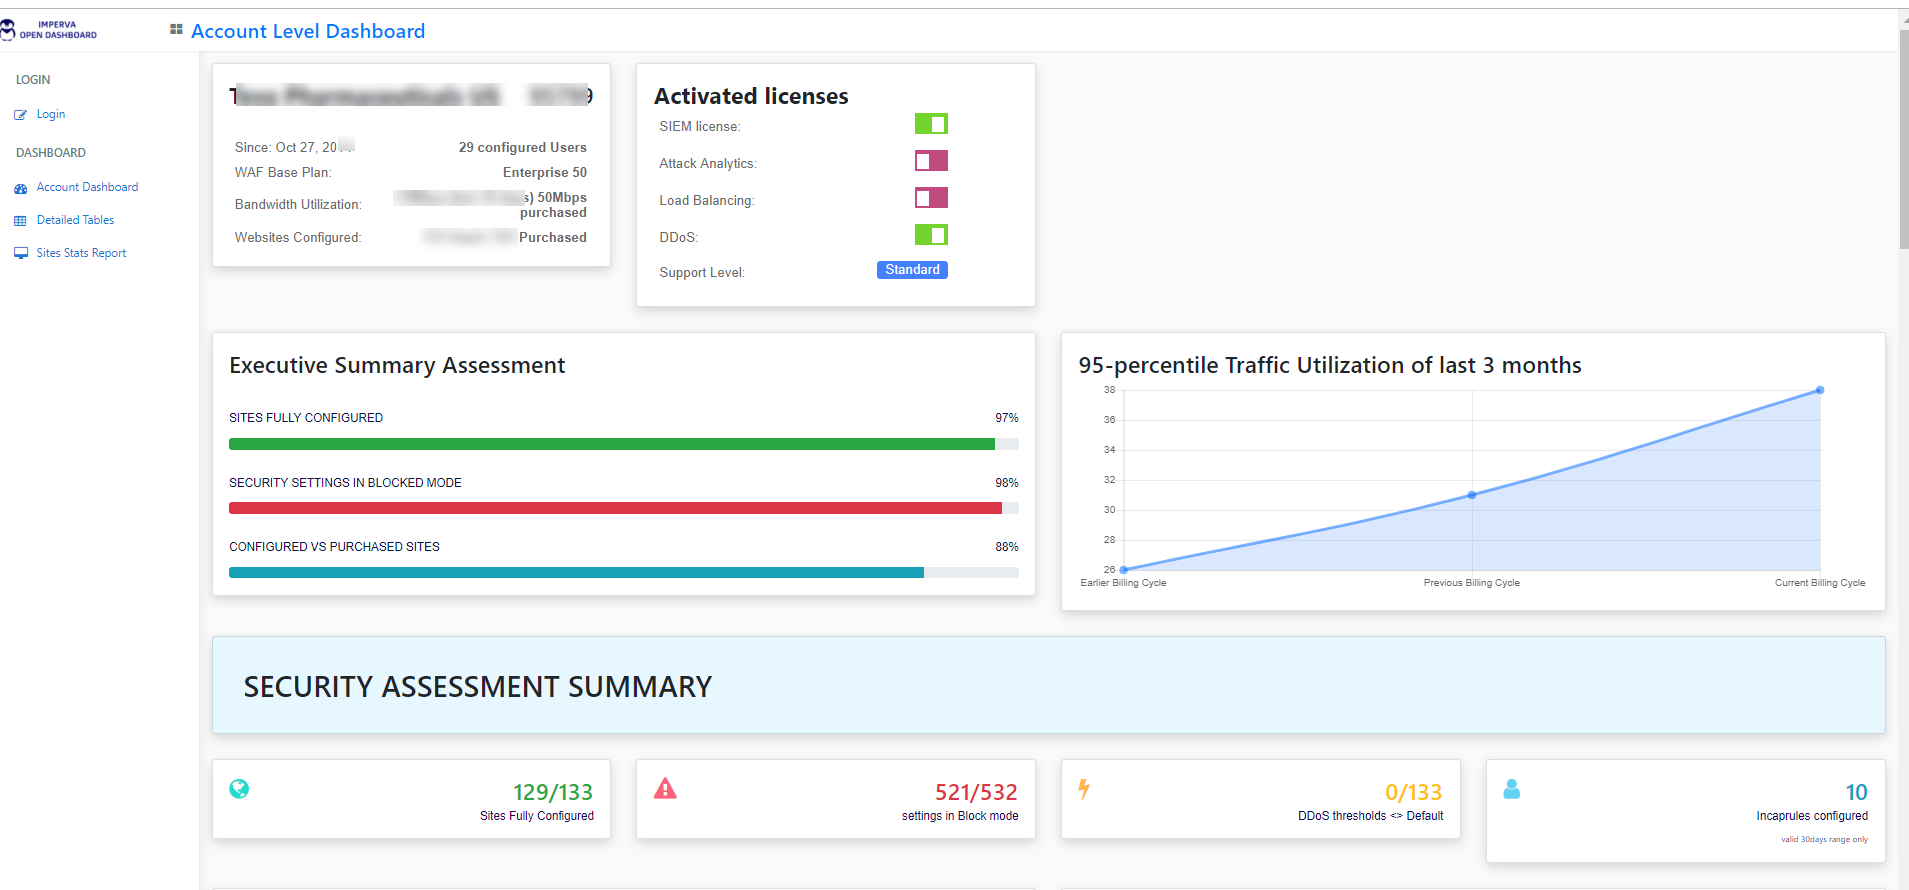 IMPERVA
OPEN DASHBOARD
Account Level Dashboard
LOGIN
Login
DASHBOARD
Account Dashboard
Detailed Tables
Sites Stats Report
Since: Oct 27, 20
29 configured Users
WAF Base Plan:
Enterprise 50
Bandwidth Utilization:
50Mbps
purchased
Websites Configured:
Purchased
Activated licenses
SIEM license:
Attack Analytics:
Load Balancing:
DDoS:
Support Level:
Standard
Executive Summary Assessment
SITES FULLY CONFIGURED
97%
SECURITY SETTINGS IN BLOCKED MODE
98%
CONFIGURED VS PURCHASED SITES
88%
95-percentile Traffic Utilization of last 3 months
38
36
34
32
30
28
26
Earlier Billing Cycle
Previous Billing Cycle
Current Billing Cycle
SECURITY ASSESSMENT SUMMARY
129/133
Sites Fully Configured
521/532
settings in Block mode
0/133
DDoS thresholds <> Default
10
Incaprules configured
valid 30days range only